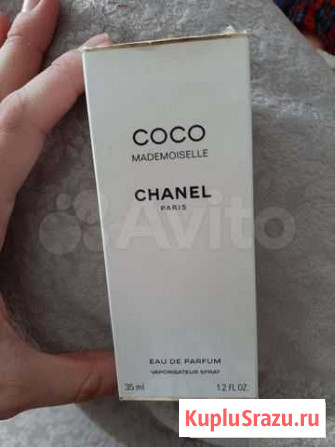 COCO
MADEMOISELLE
CHANEL
PARIS
Avito
EAU DE PARFUM
VAPORISATEUR SPRAY
35 ml 1.2 FL.OZ.
KupluSrazu.ru